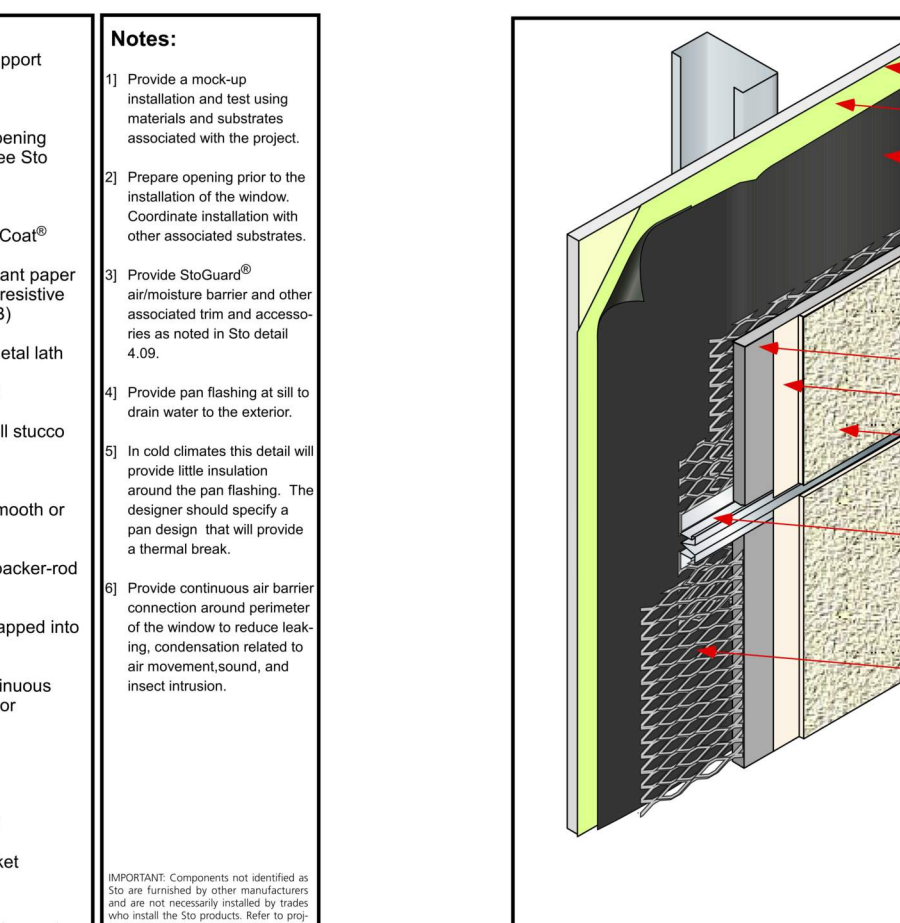 pport
pening
ee Sto
Coat®
ant paper
resistive
3)
etal lath
ll stucco
mooth or
backer-rod
apped into
inuous
or
ket
Notes:
1] Provide a mock-up
installation and test using
materials and substrates
associated with the project.
2] Prepare opening prior to the
installation of the window.
Coordinate installation with
other associated substrates.
3] Provide StoGuard®
air/moisture barrier and other
associated trim and accesso-
ries as noted in Sto detail
4.09.
4] Provide pan flashing at sill to
drain water to the exterior.
5] In cold climates this detail will
provide little insulation
around the pan flashing. The
designer should specify a
pan design that will provide
a thermal break.
6] Provide continuous air barrier
connection around perimeter
of the window to reduce leak-
ing, condensation related to
air movement,sound, and
insect intrusion.
IMPORTANT: Components not identified as
Sto are furnished by other manufacturers
and are not necessarily installed by trades
who install the Sto products. Refer to proj-